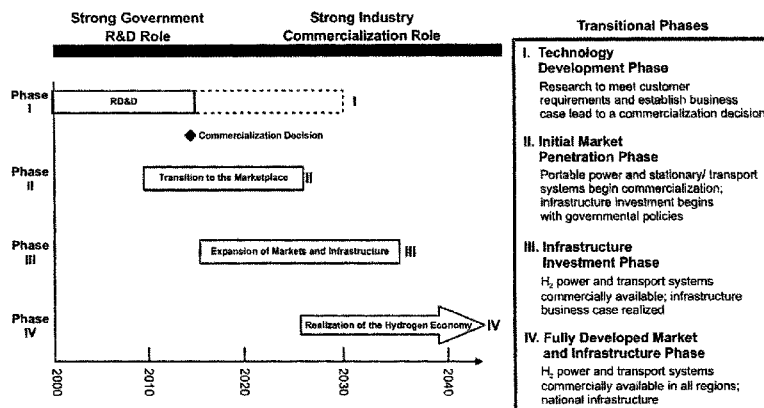 Strong Government
R&D Role
Strong Industry
Commercialization Role
Phase
I
RD&D
I
Commercialization Decision
Phase
II
Transition to the Marketplace
II
Phase
III
Expansion of Markets and Infrastructure
III
Phase
IV
Realization of the Hydrogen Economy
IV
2000
2010
2020
2030
2040
Transitional Phases
I. Technology
Development Phase
Research to meet customer
requirements and establish business
case lead to a commercialization decision
II. Initial Market
Penetration Phase
Portable power and stationary/ transport
systems begin commercialization;
infrastructure investment begins
with governmental policies
III. Infrastructure
Investment Phase
H₂ power and transport systems
commercially available; infrastructure
business case realized
IV. Fully Developed Market
and Infrastructure Phase
H₂ power and transport systems
commercially available in all regions;
national infrastructure